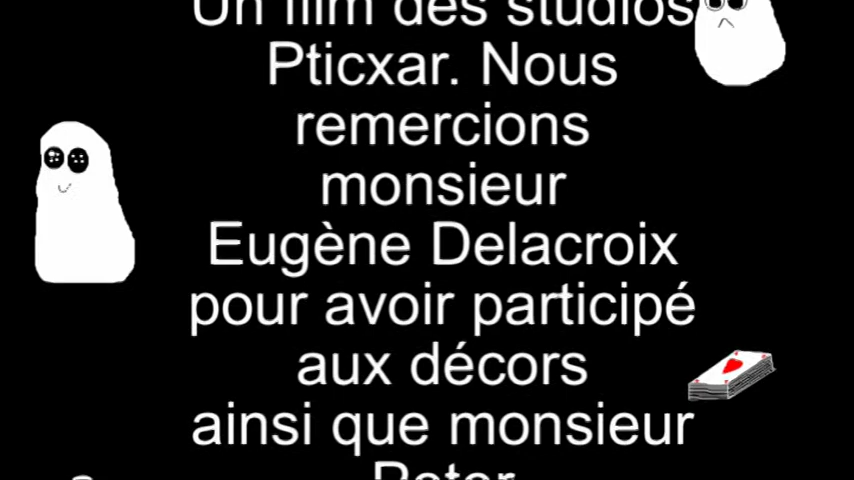 Un film des studios
Pticxar. Nous
remercions
monsieur
Eugène Delacroix
pour avoir participé
aux décors
ainsi que monsieur